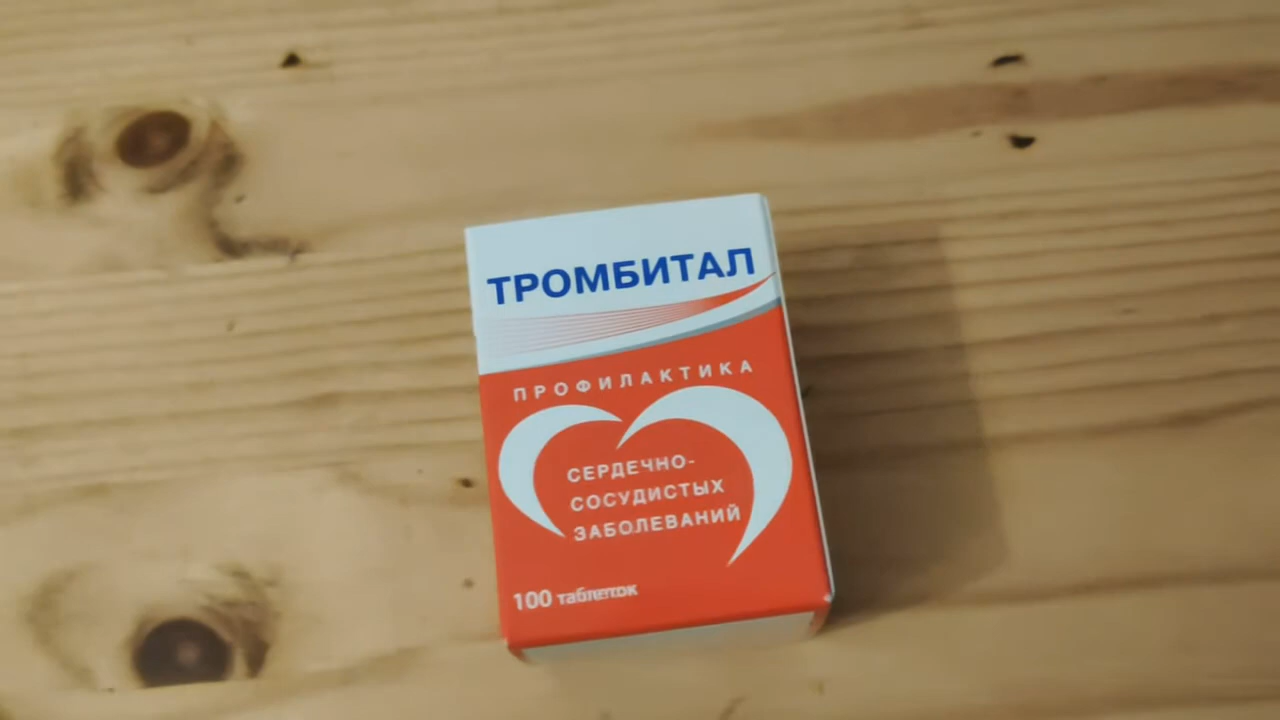 ТРОМБИТАЛ
ПРОФИЛАКТИКА
СЕРДЕЧНО-
СОСУДИСТЫХ
ЗАБОЛЕВАНИЙ
100 таблеток